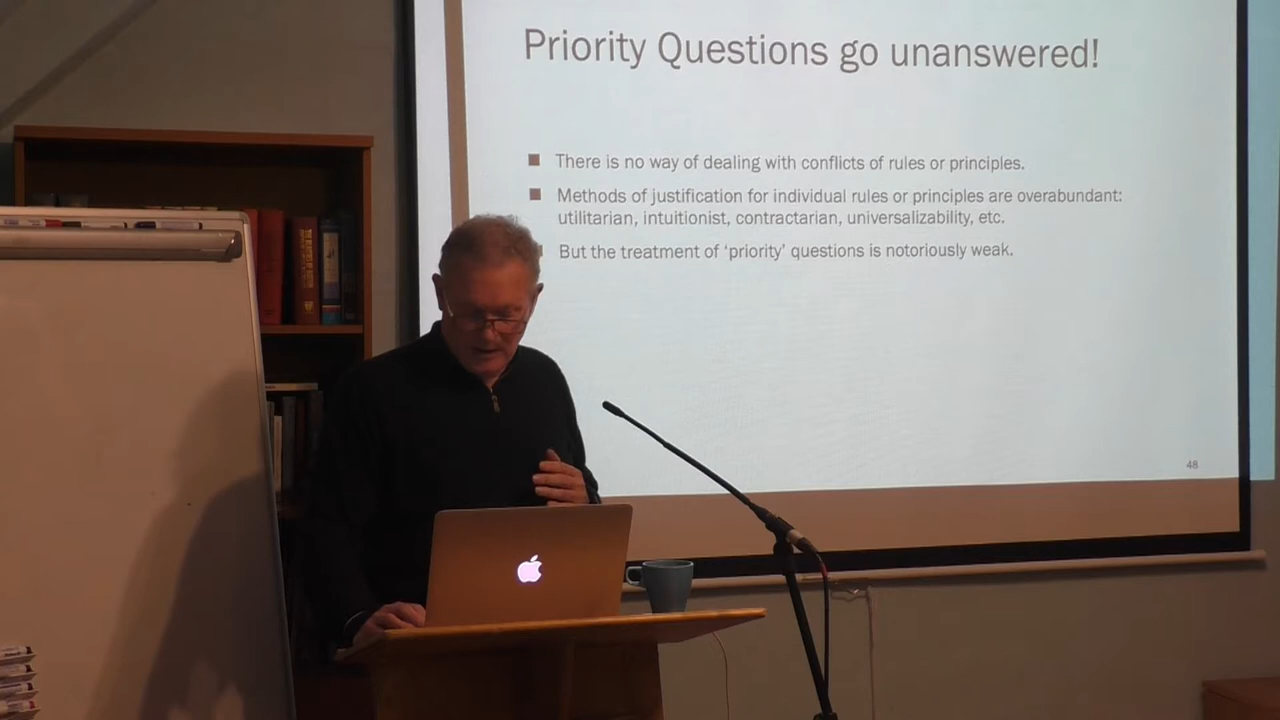 Priority Questions go unanswered!
There is no way of dealing with conflicts of rules or principles.
Methods of justification for individual rules or principles are overabundant:
utilitarian, intuitionist, contractarian, universalizability, etc.
But the treatment of ‘priority’ questions is notoriously weak.
48